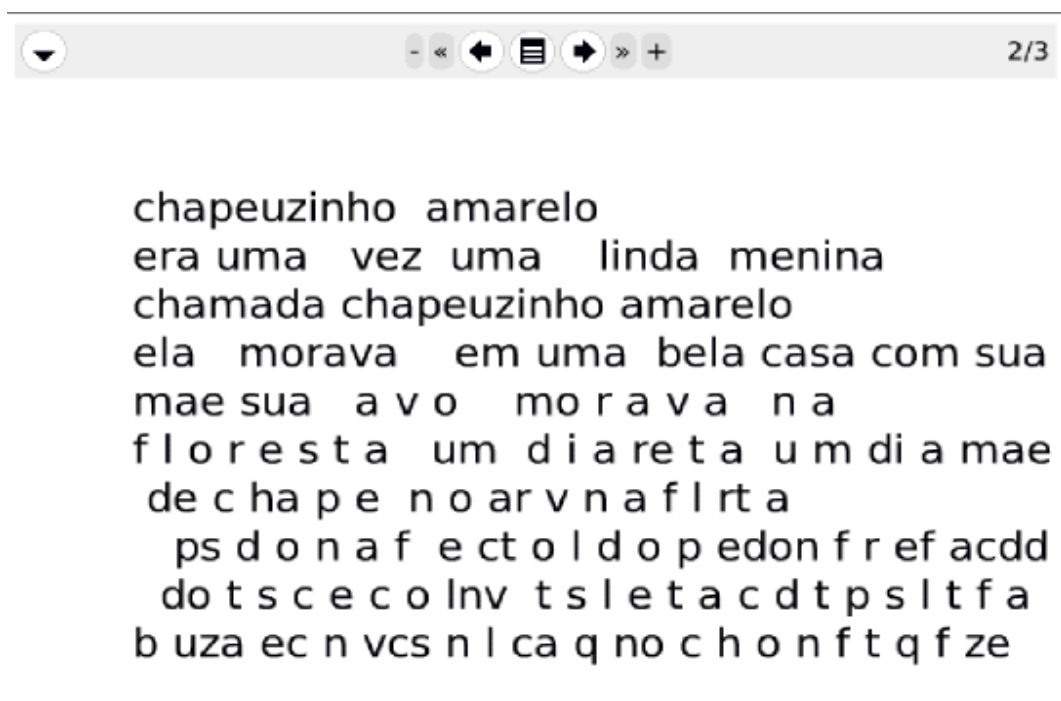 - « » + 2/3
chapeuzinho amarelo
era uma vez uma linda menina
chamada chapeuzinho amarelo
ela morava em uma bela casa com sua
mae sua a v o mo r a v a n a
f l o r e s t a um d i a re t a u m di a mae
de c ha p e n o ar v n a f l rt a
ps d o n a f e ct o l d o p edon f r ef acdd
do t s c e c o lnv t s l e t a c d t p s l t f a
b uza ec n vcs n l ca q no c h o n f t q f ze